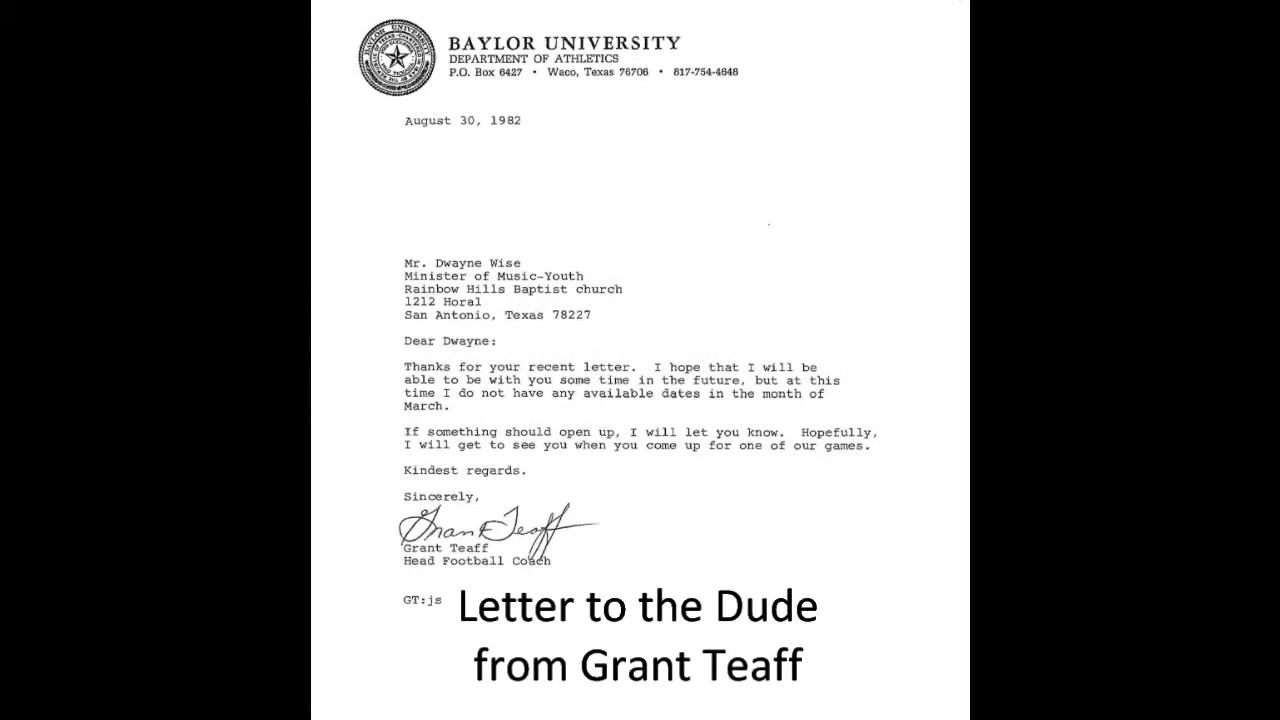 BAYLOR UNIVERSITY
DEPARTMENT OF ATHLETICS
P.O. Box 6427 • Waco, Texas 76706 • 817-754-4648
August 30, 1982
Mr. Dwayne Wise
Minister of Music-Youth
Rainbow Hills Baptist church
1212 Horal
San Antonio, Texas 78227
Dear Dwayne:
Thanks for your recent letter. I hope that I will be
able to be with you some time in the future, but at this
time I do not have any available dates in the month of
March.
If something should open up, I will let you know. Hopefully,
I will get to see you when you come up for one of our games.
Kindest regards.
Sincerely,
Grant Teaff
Grant Teaff
Head Football Coach
GT:js
Letter to the Dude
from Grant Teaff